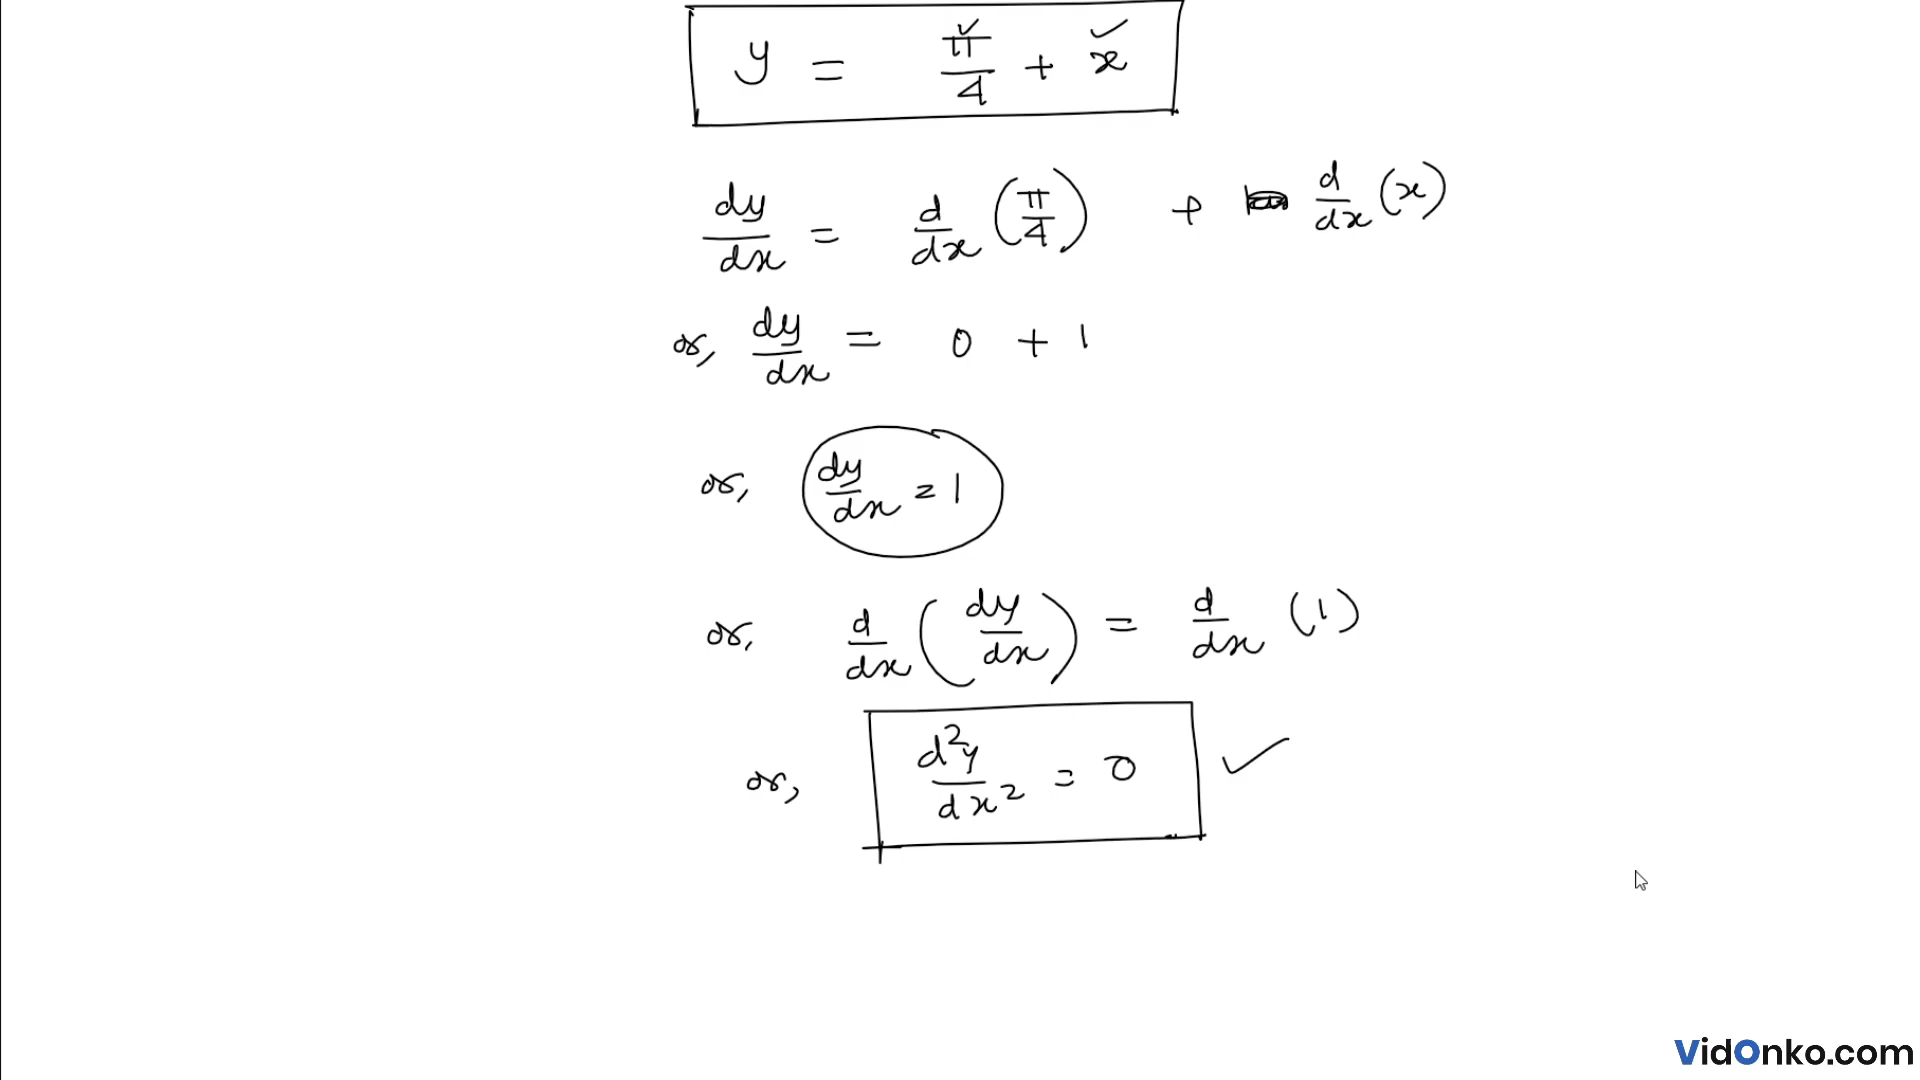 y = π/4 + x
dy/dx = d/dx (π/4) + d/dx (x)
or, dy/dx = 0 + 1
or, dy/dx = 1
or, d/dx (dy/dx) = d/dx (1)
or, d²y/dx² = 0
VidOnko.com